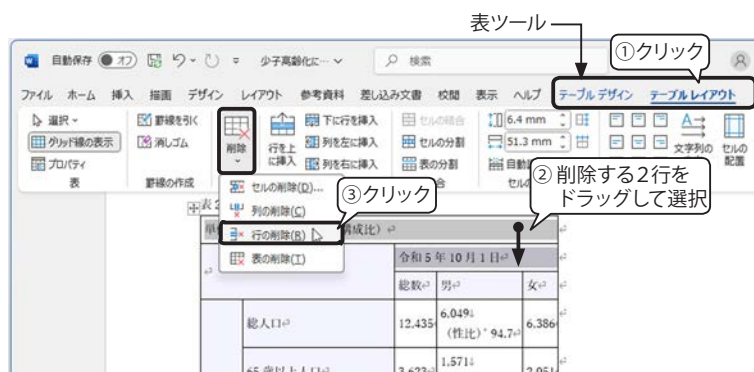 表ツール
自動保存 オフ 少子高齢化に… 検索
①クリック
ファイル ホーム 挿入 描画 デザイン レイアウト 参考資料 差し込み文書 校閲 表示 ヘルプ テーブル デザイン テーブル レイアウト
選択 罫線を引く 削除 行を上に挿入 下に行を挿入 セルの結合 6.4 mm
グリッド線の表示 消しゴム 列を左に挿入 セルの分割 51.3 mm 文字列の セルの配置
プロパティ 列を右に挿入 表の分割 自動
表 罫線の作成
②削除する2行を
ドラッグして選択
セルの削除(D)...
③クリック
列の削除(C)
行の削除(R) 構成比)
表の削除(T)
令和 5 年 10 月 1 日
総数 男 女
総人口 12,435 6,049 (性比)* 94.7 6,386
65 歳以上人口 3,623 1,571 2,051